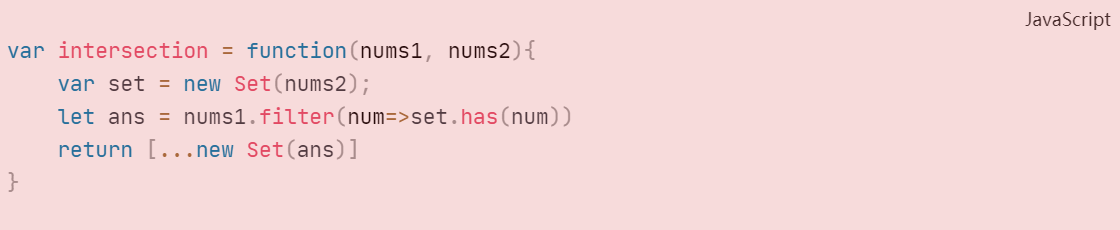 JavaScript
var intersection = function(nums1, nums2){
    var set = new Set(nums2);
    let ans = nums1.filter(num=>set.has(num))
    return [...new Set(ans)]
}